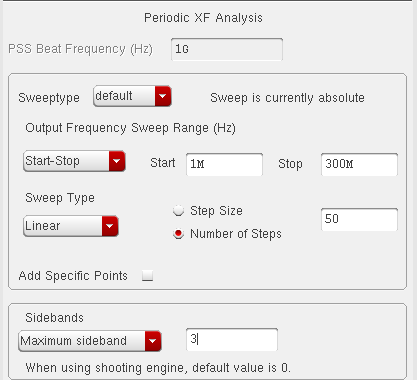 Periodic XF Analysis
PSS Beat Frequency (Hz) 1G
Sweeptype default Sweep is currently absolute
Output Frequency Sweep Range (Hz)
Start-Stop Start 1M Stop 300M
Sweep Type
Linear
Step Size
Number of Steps
50
Add Specific Points
Sidebands
Maximum sideband 3
When using shooting engine, default value is 0.